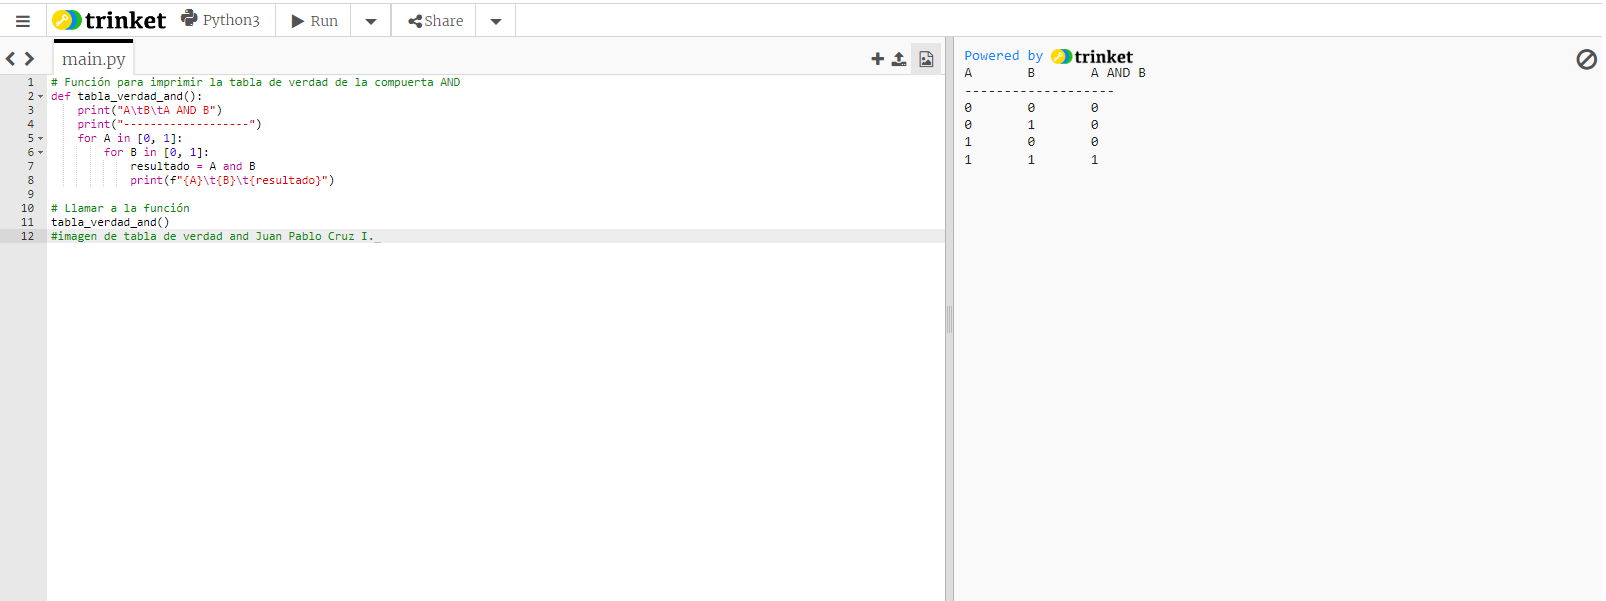 trinket Python3 Run Share
main.py
1 # Función para imprimir la tabla de verdad de la compuerta AND
2 def tabla_verdad_and():
3 print("A\tB\tA AND B")
4 print("-------------------")
5 for A in [0, 1]:
6 for B in [0, 1]:
7 resultado = A and B
8 print(f"{A}\t{B}\t{resultado}")
9
10 # Llamar a la función
11 tabla_verdad_and()
12 #imagen de tabla de verdad and Juan Pablo Cruz I._
Powered by trinket
A B A AND B
-------------------
0 0 0
0 1 0
1 0 0
1 1 1